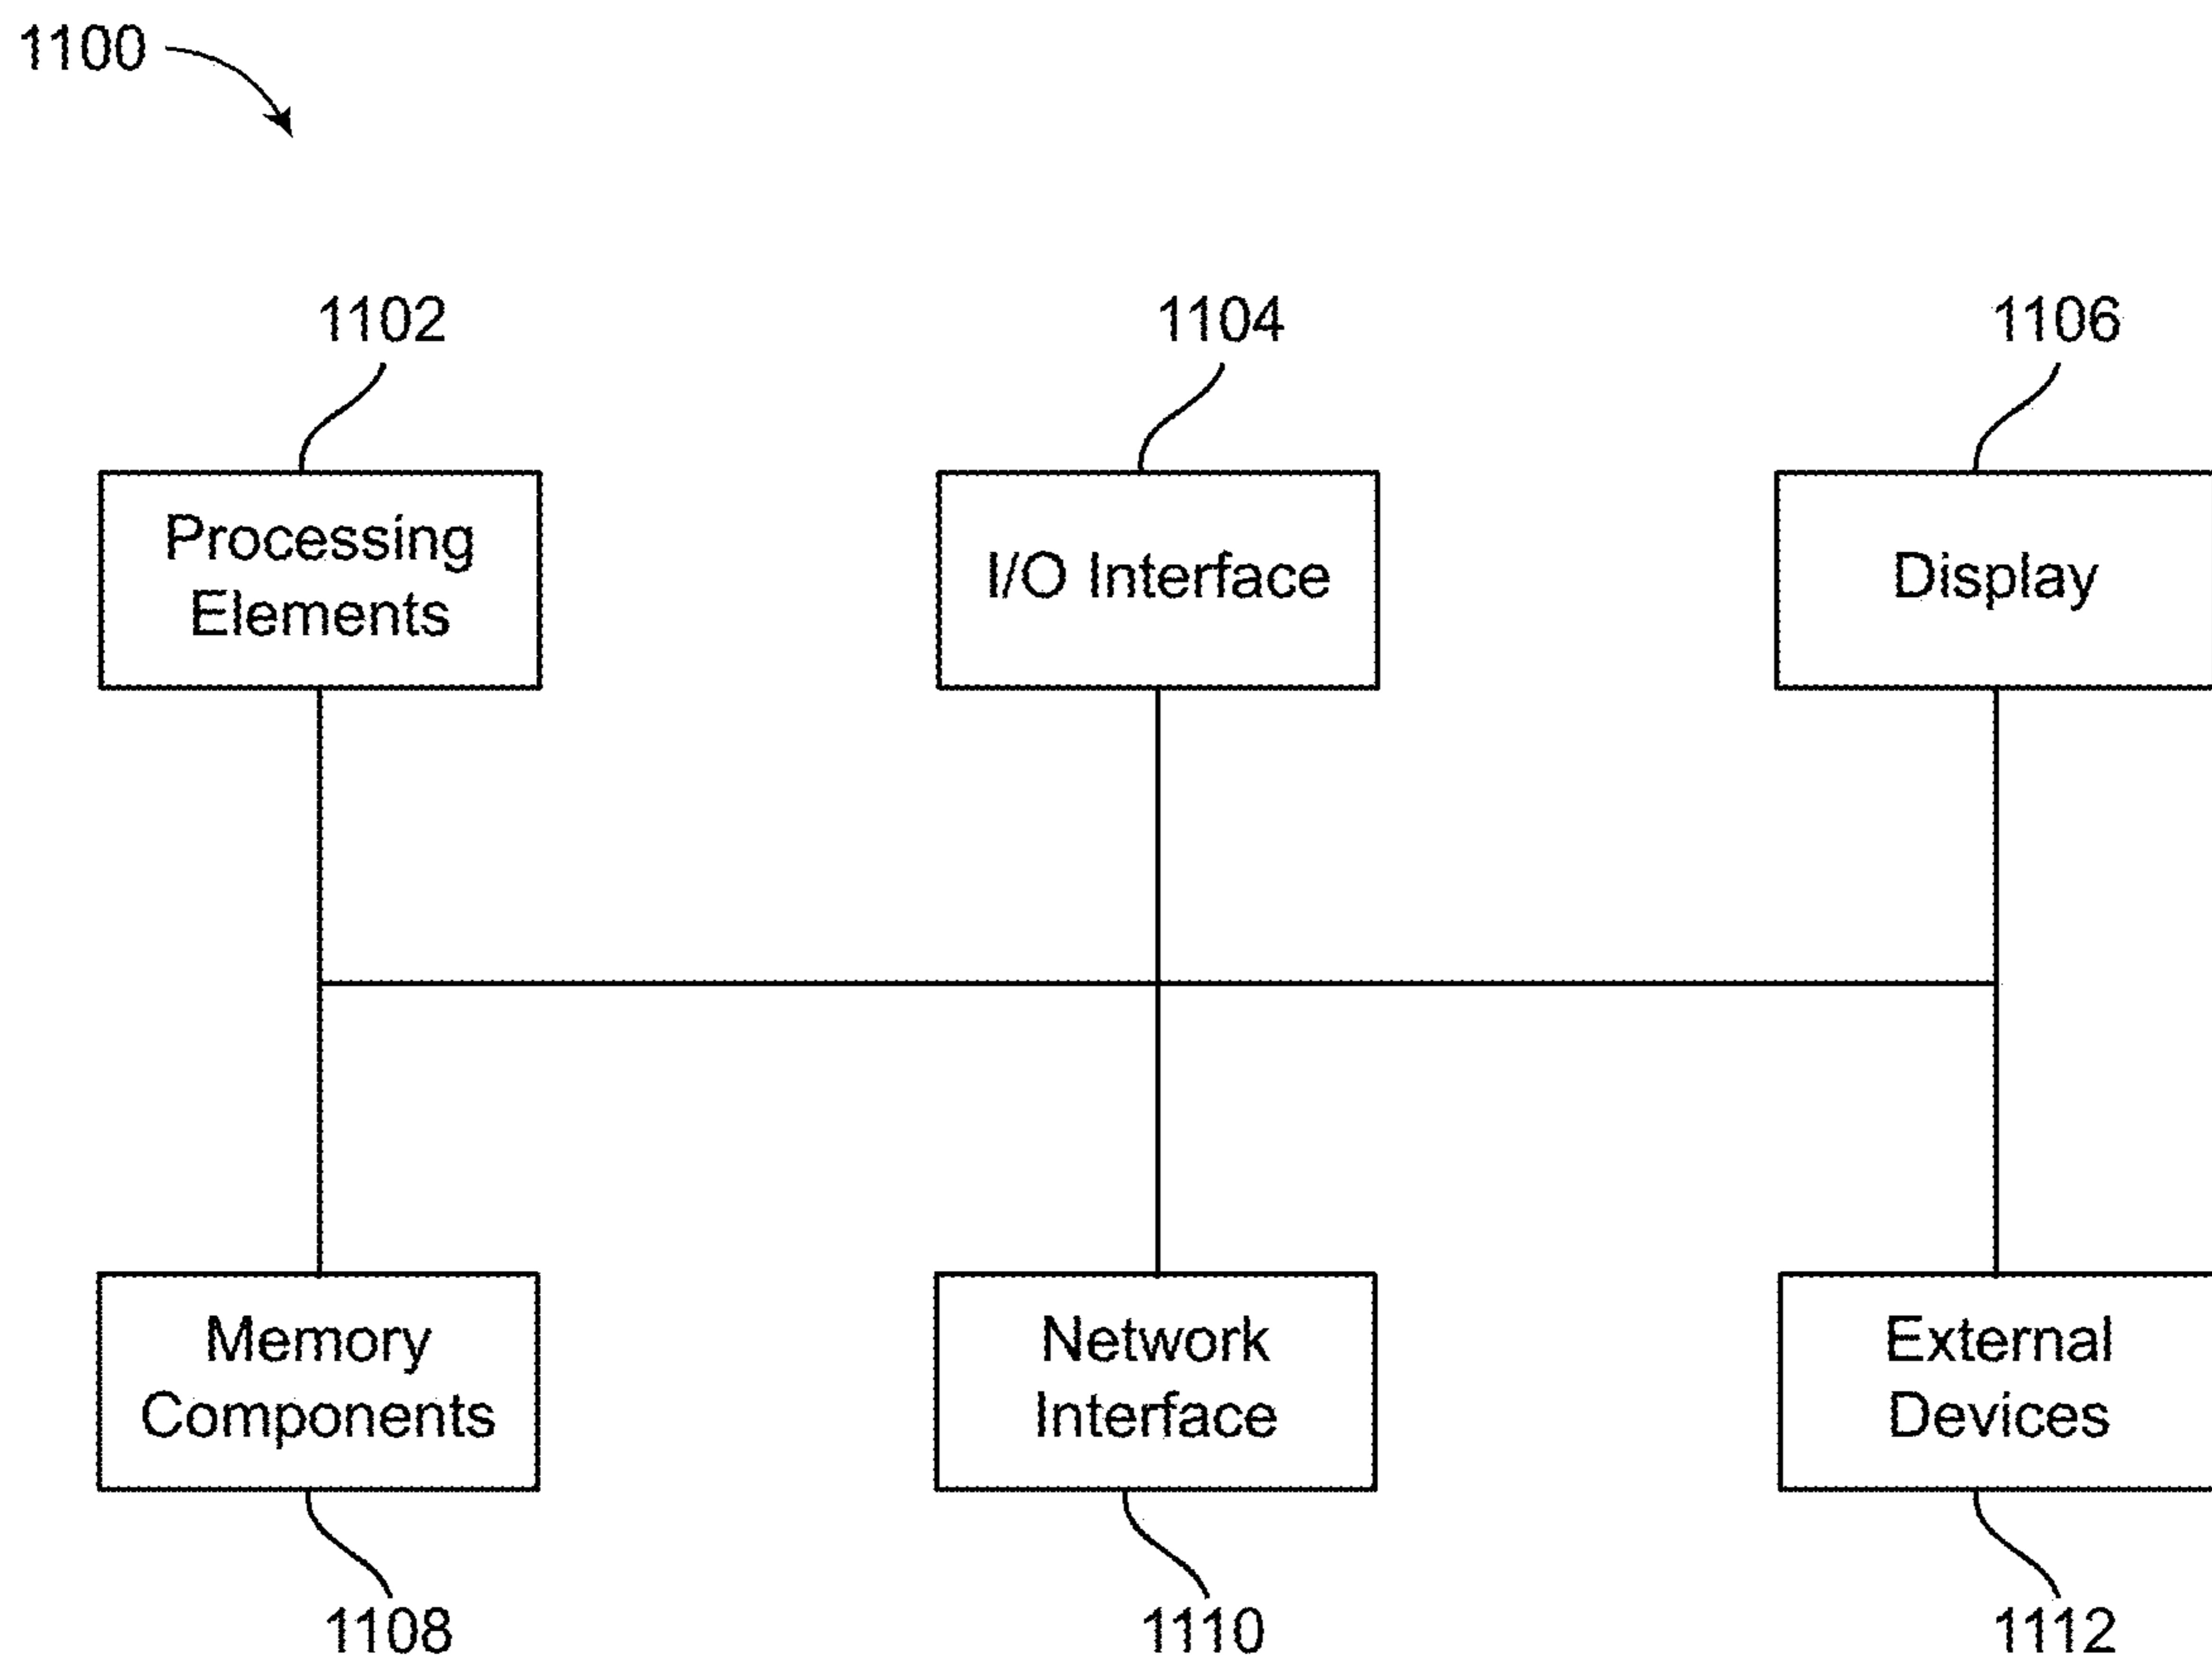 1100
1102
1104
1106
Processing
Elements
I/O Interface
Display
Memory
Components
Network
Interface
External
Devices
1108
1110
1112